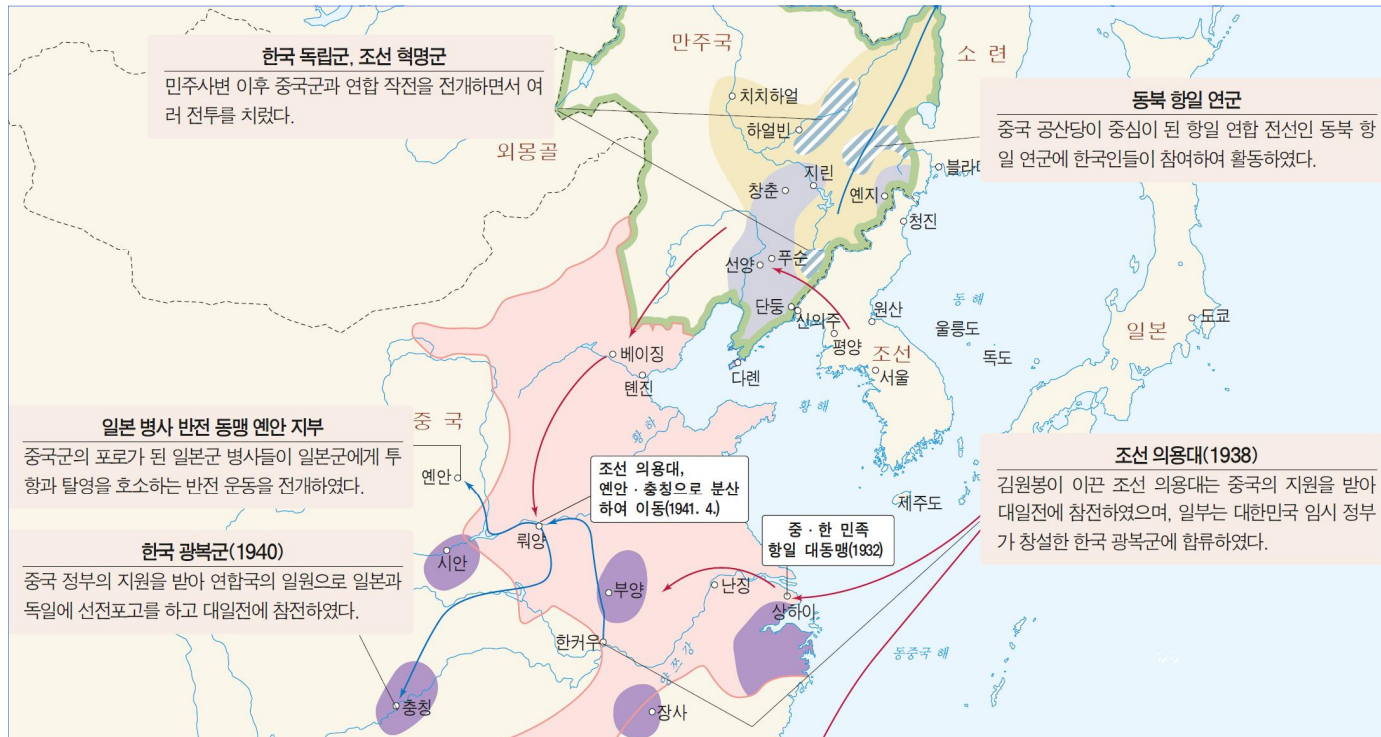 한국 독립군, 조선 혁명군
민주사변 이후 중국군과 연합 작전을 전개하면서 여
러 전투를 치렀다.
만주국
소 련
치치하얼
하얼빈
동북 항일 연군
중국 공산당이 중심이 된 항일 연합 전선인 동북 항
일 연군에 한국인들이 참여하여 활동하였다.
외몽골
지린
창춘
옌지
블라디
청진
푸순
선양
단둥
신의주
원산
동 해
울릉도
독도
평양
조선
서울
일본
도쿄
베이징
톈진
다롄
황 해
중 국
황 하
일본 병사 반전 동맹 옌안 지부
중국군의 포로가 된 일본군 병사들이 일본군에게 투
항과 탈영을 호소하는 반전 운동을 전개하였다.
옌안
조선 의용대,
옌안 · 충칭으로 분산
하여 이동(1941. 4.)
뤄양
제주도
조선 의용대(1938)
김원봉이 이끈 조선 의용대는 중국의 지원을 받아
대일전에 참전하였으며, 일부는 대한민국 임시 정부
가 창설한 한국 광복군에 합류하였다.
중 · 한 민족
항일 대동맹(1932)
한국 광복군(1940)
중국 정부의 지원을 받아 연합국의 일원으로 일본과
독일에 선전포고를 하고 대일전에 참전하였다.
시안
부양
난징
상하이
한커우
양쯔강
동중국 해
충칭
장사